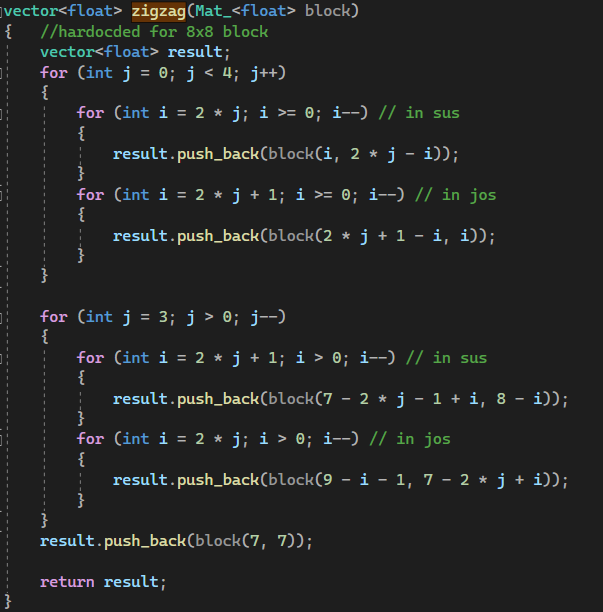 vector<float> zigzag(Mat_<float> block)
{   //hardocded for 8x8 block
    vector<float> result;
    for (int j = 0; j < 4; j++)
    {
        for (int i = 2 * j; i >= 0; i--) // in sus
        {
            result.push_back(block(i, 2 * j - i));
        }
        for (int i = 2 * j + 1; i >= 0; i--) // in jos
        {
            result.push_back(block(2 * j + 1 - i, i));
        }
    }

    for (int j = 3; j > 0; j--)
    {
        for (int i = 2 * j + 1; i > 0; i--) // in sus
        {
            result.push_back(block(7 - 2 * j - 1 + i, 8 - i));
        }
        for (int i = 2 * j; i > 0; i--) // in jos
        {
            result.push_back(block(9 - i - 1, 7 - 2 * j + i));
        }
    }
    result.push_back(block(7, 7));

    return result;
}